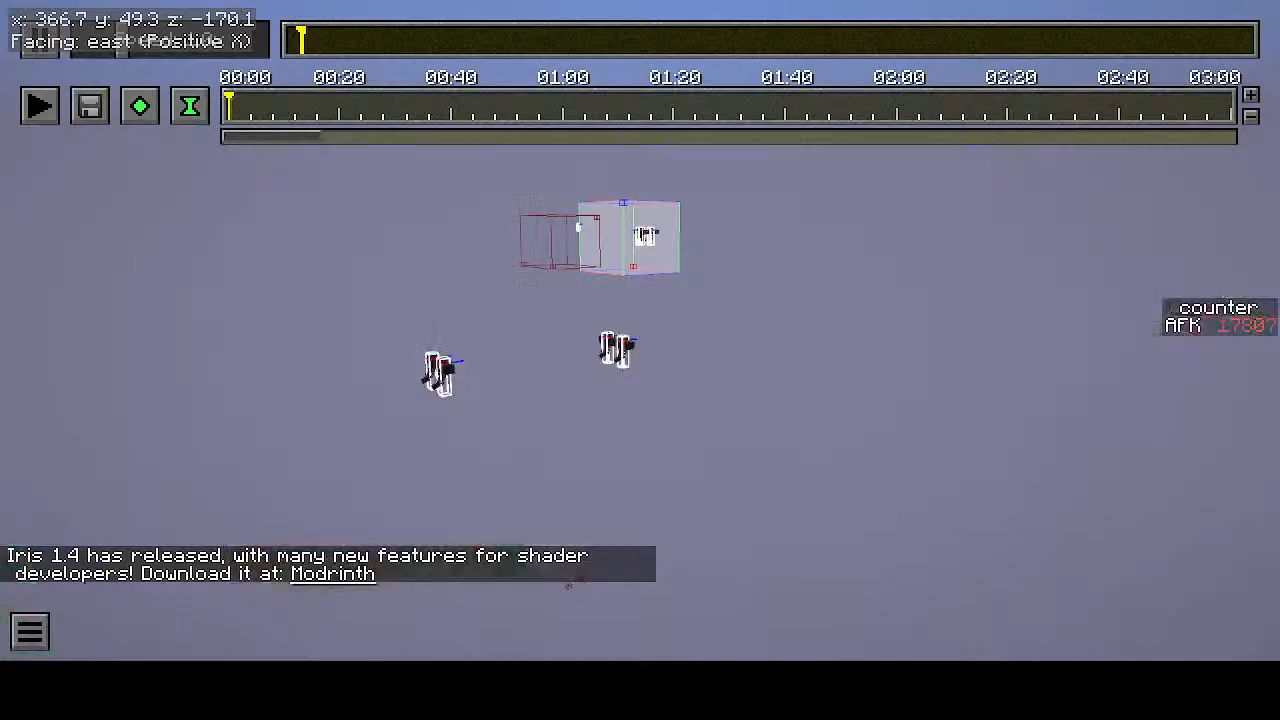 x: 366.7 y: 49.3 z: -170.1
Facing: east (Positive X)
00:00 00:20 00:40 01:00 01:20 01:40 02:00 02:20 02:40 03:00
counter
AFK 17807
Iris 1.4 has released, with many new features for shader
developers! Download it at: Modrinth